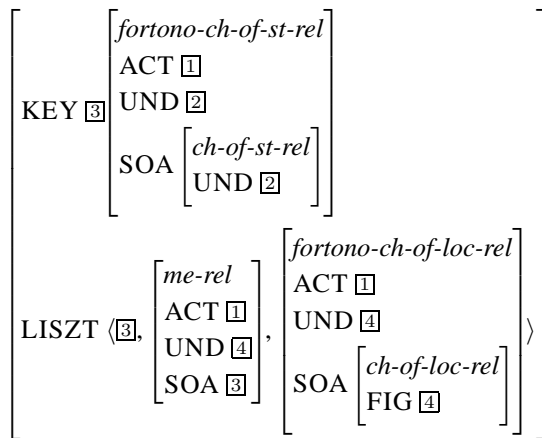 fortono-ch-of-st-rel
ACT 1
UND 2
KEY 3
SOA
ch-of-st-rel
UND 2
LISZT ⟨3,
me-rel
ACT 1
UND 4
SOA 3
,
fortono-ch-of-loc-rel
ACT 1
UND 4
SOA
ch-of-loc-rel
FIG 4
⟩